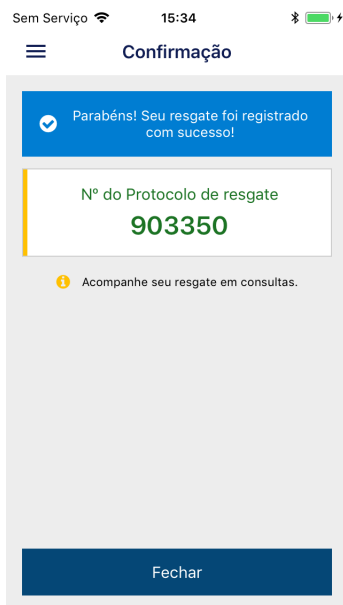 Sem Serviço 15:34
Confirmação
Parabéns! Seu resgate foi registrado
com sucesso!
Nº do Protocolo de resgate
903350
Acompanhe seu resgate em consultas.
Fechar